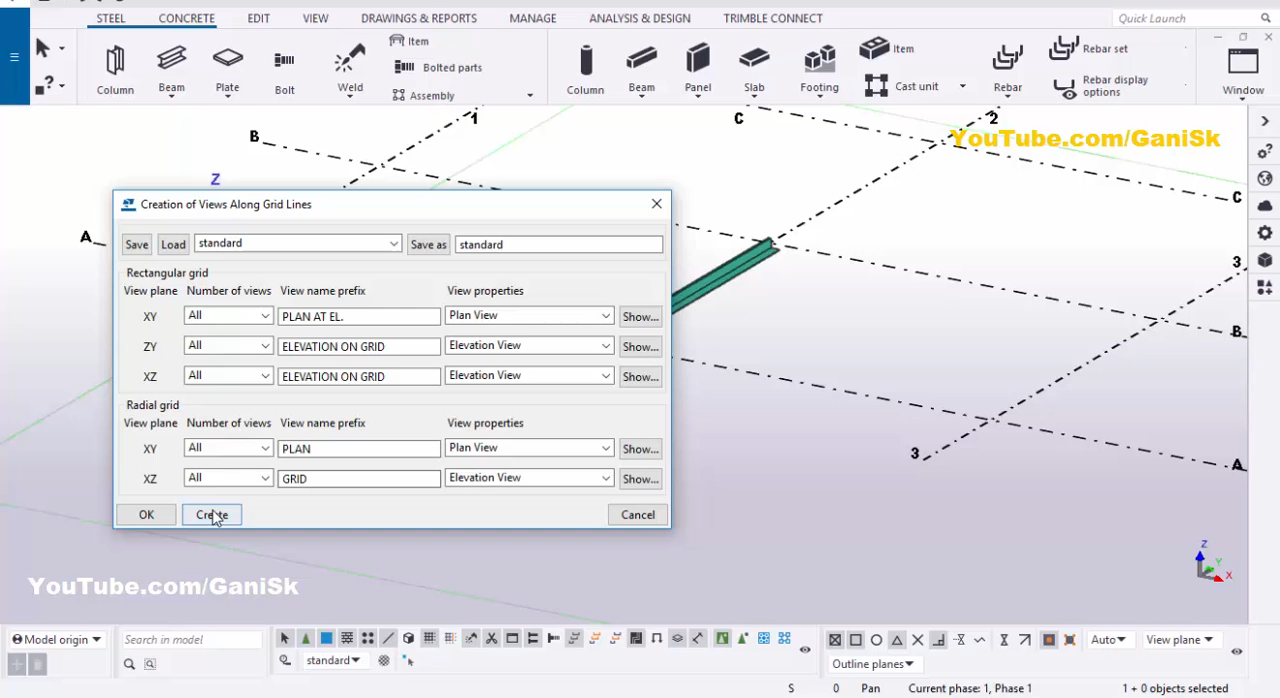 STEEL
CONCRETE
EDIT
VIEW
DRAWINGS & REPORTS
MANAGE
ANALYSIS & DESIGN
TRIMBLE CONNECT
Quick Launch
Column
Beam
Plate
Bolt
Weld
Item
Bolted parts
Assembly
Column
Beam
Panel
Slab
Footing
Item
Cast unit
Rebar
Rebar set
Rebar display
options
Window
1
C
2
B
YouTube.com/GaniSk
Z
C
A
3
B
3
A
Creation of Views Along Grid Lines
Save
Load
standard
Save as
standard
Rectangular grid
View plane
Number of views
View name prefix
View properties
XY
All
PLAN AT EL.
Plan View
Show...
ZY
All
ELEVATION ON GRID
Elevation View
Show...
XZ
All
ELEVATION ON GRID
Elevation View
Show...
Radial grid
View plane
Number of views
View name prefix
View properties
XY
All
PLAN
Plan View
Show...
XZ
All
GRID
Elevation View
Show...
OK
Create
Cancel
Z
Y
X
YouTube.com/GaniSk
Model origin
Search in model
standard
Auto
View plane
Outline planes
S
0
Pan
Current phase: 1, Phase 1
1 + 0 objects selected